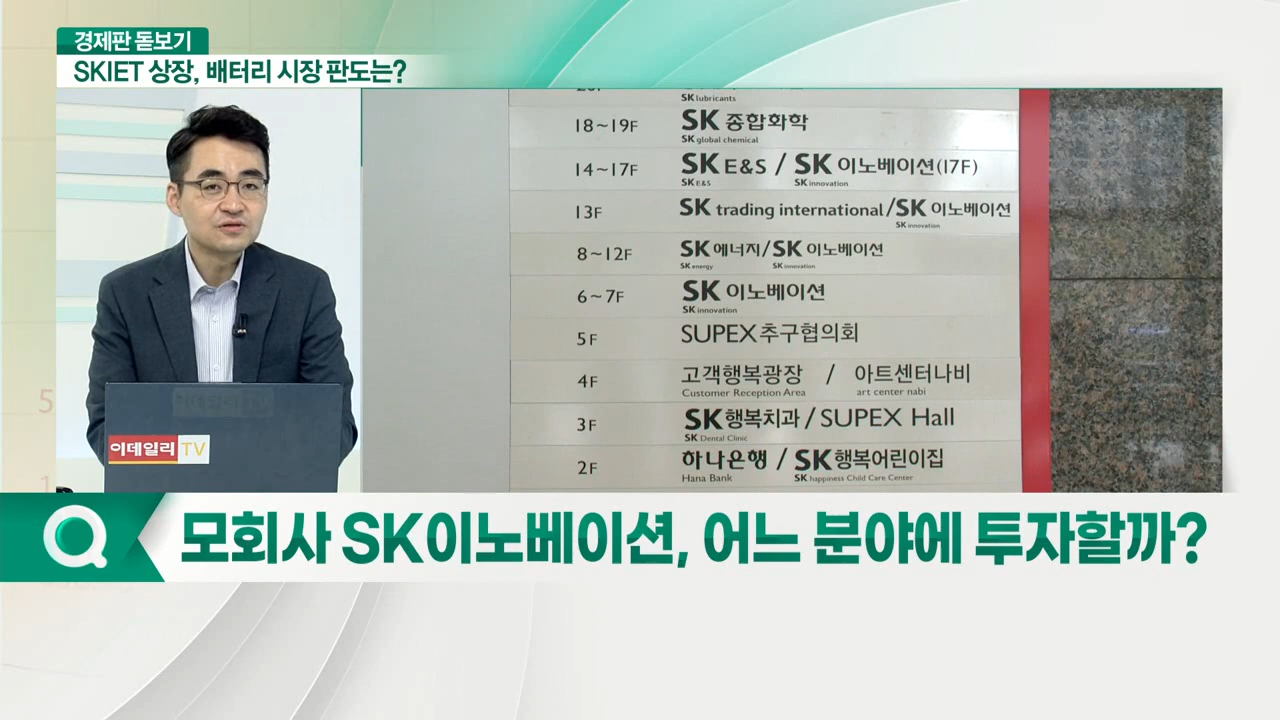 경제판 돋보기
SKIET 상장, 배터리 시장 판도는?
SK lubricants
18~19F SK 종합화학
SK global chemical
14~17F SK E&S / SK 이노베이션(17F)
SK E&S SK innovation
13F SK trading international/SK 이노베이션
SK innovation
8~12F SK 에너지/SK 이노베이션
SK energy SK innovation
6~7F SK 이노베이션
SK innovation
5F SUPEX추구협의회
4F 고객행복광장 / 아트센터나비
Customer Reception Area art center nabi
3F SK행복치과/SUPEX Hall
SK Dental Clinic
2F 하나은행 / SK행복어린이집
Hana Bank SK happiness Child Care Center
이데일리TV
모회사 SK이노베이션, 어느 분야에 투자할까?